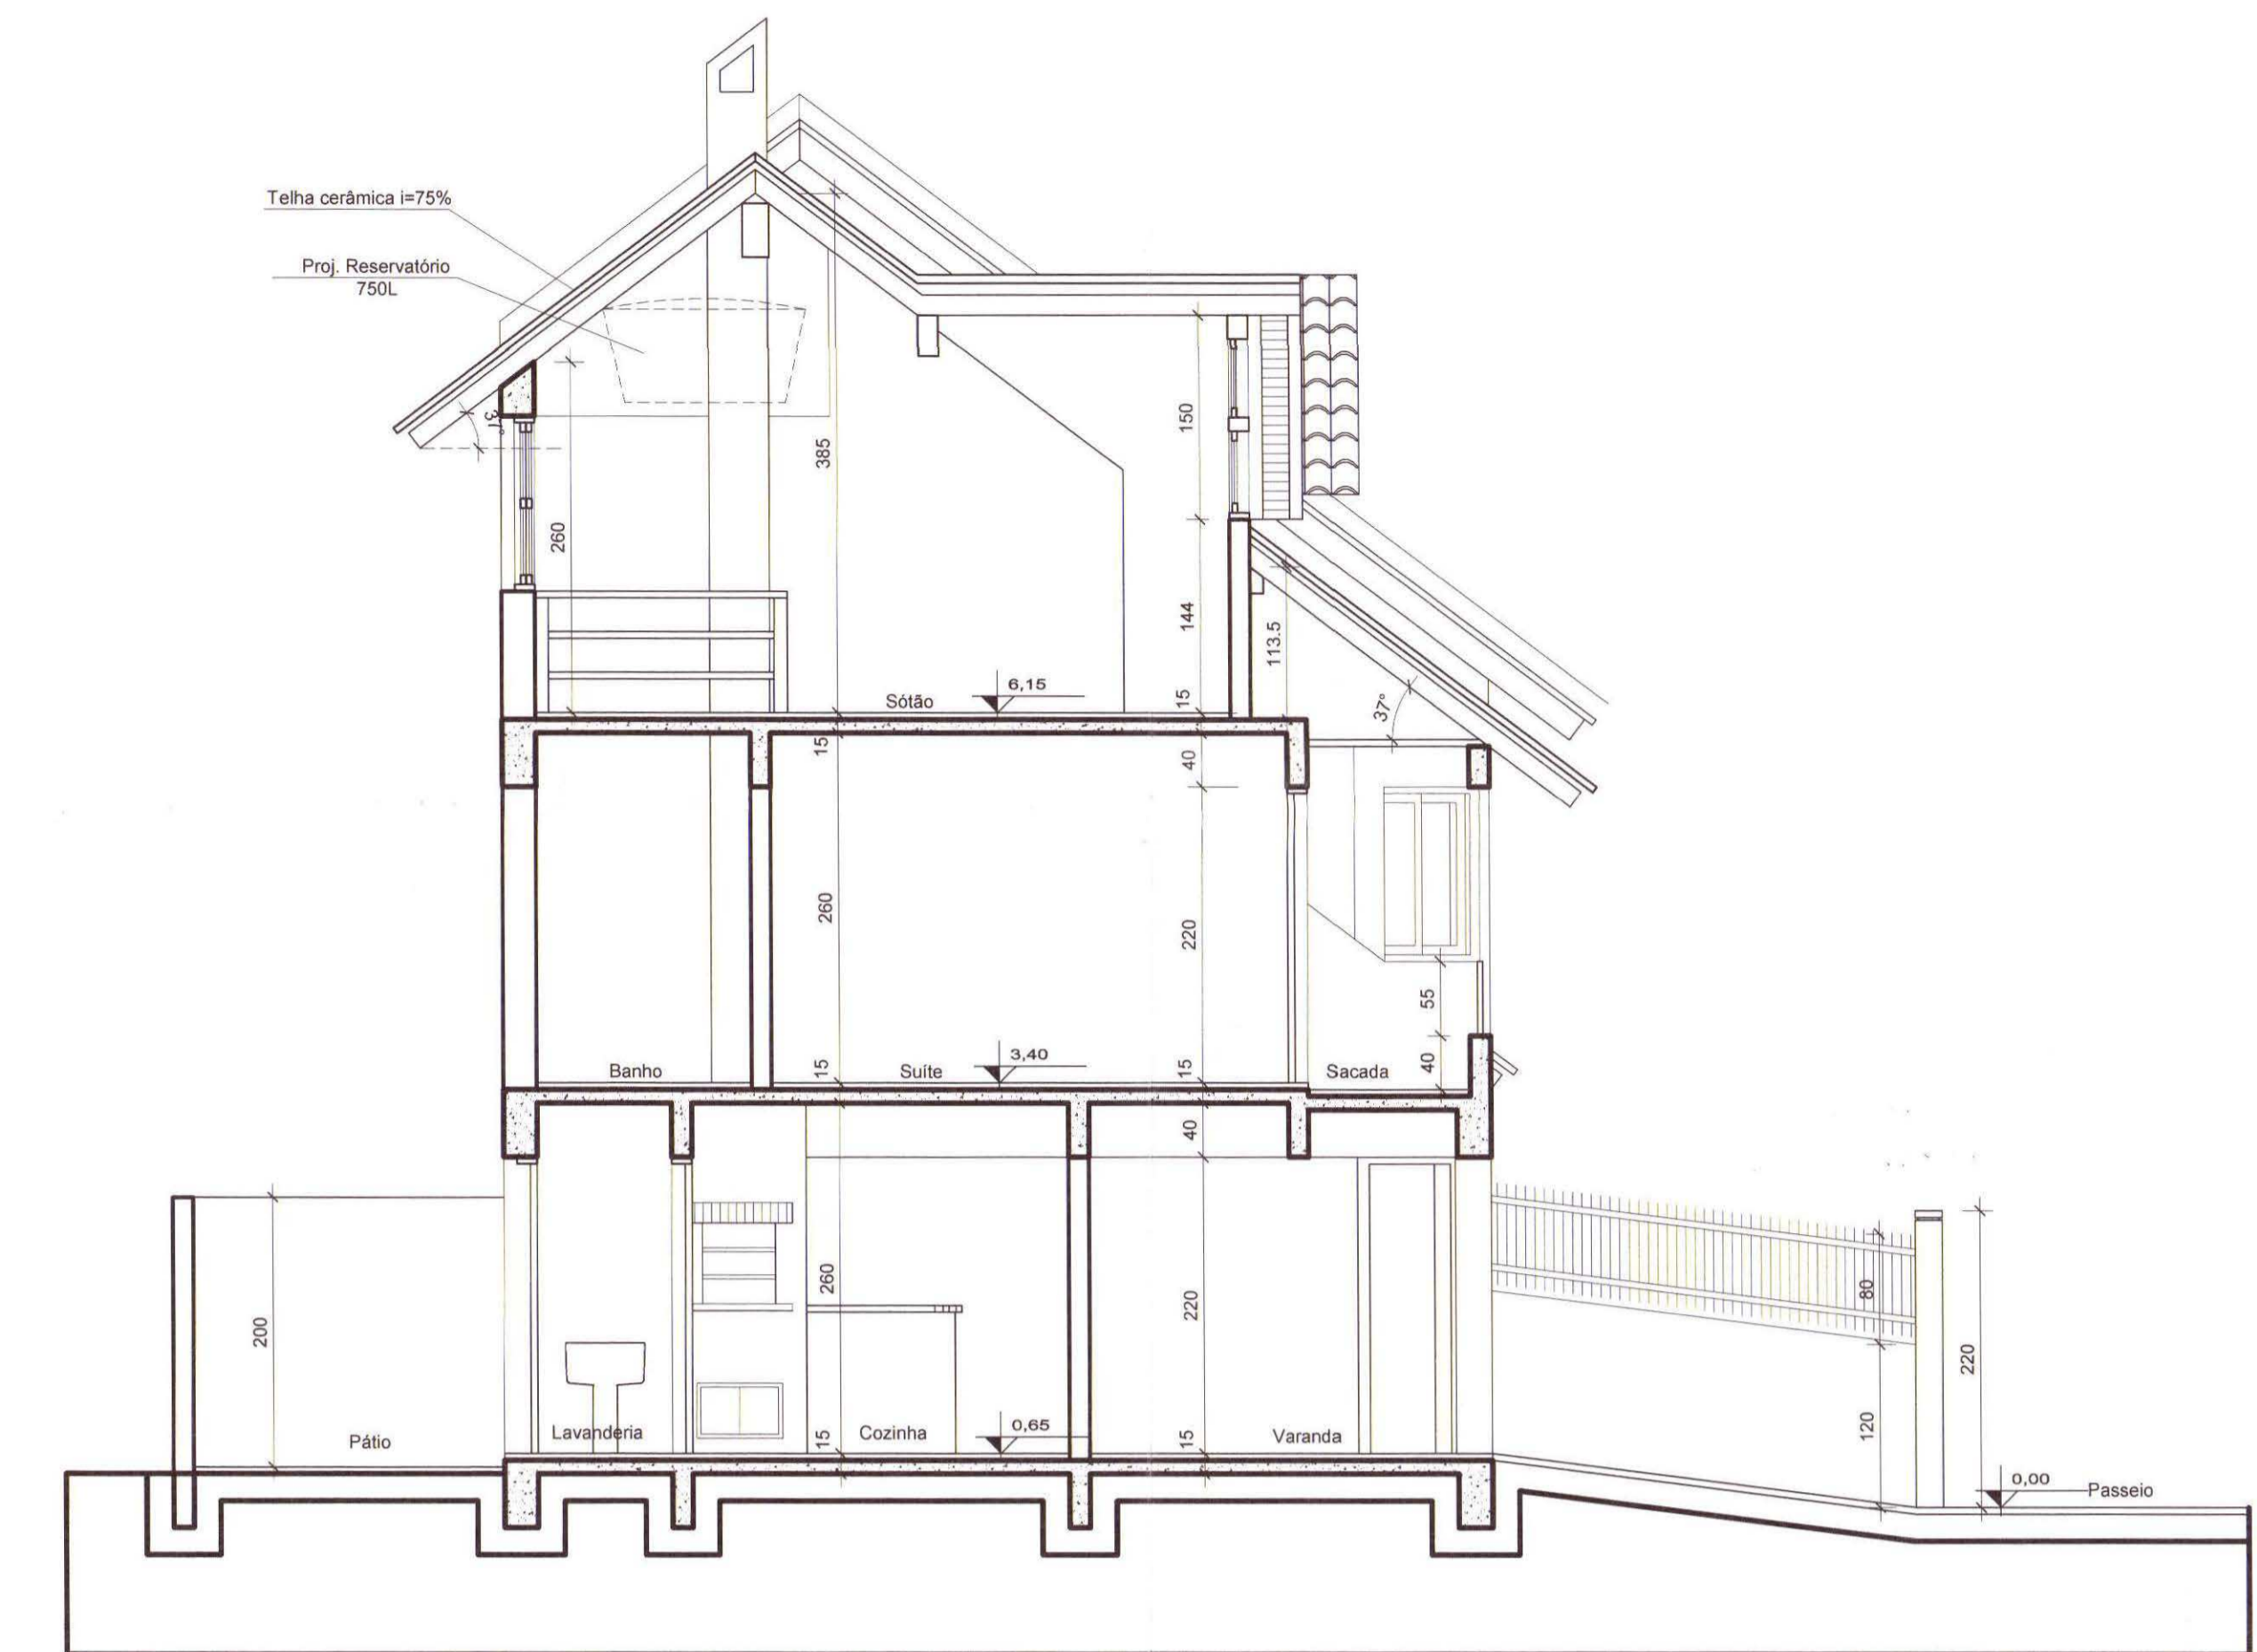 Telha cerâmica i=75%
Proj. Reservatório
750L
37°
260
385
150
144
113.5
15
Sótão
6,15
37°
15
40
260
220
55
40
15
15
Banho
Suíte
3,40
Sacada
40
260
220
200
80
220
120
15
15
Pátio
Lavanderia
Cozinha
0,65
Varanda
0,00
Passeio